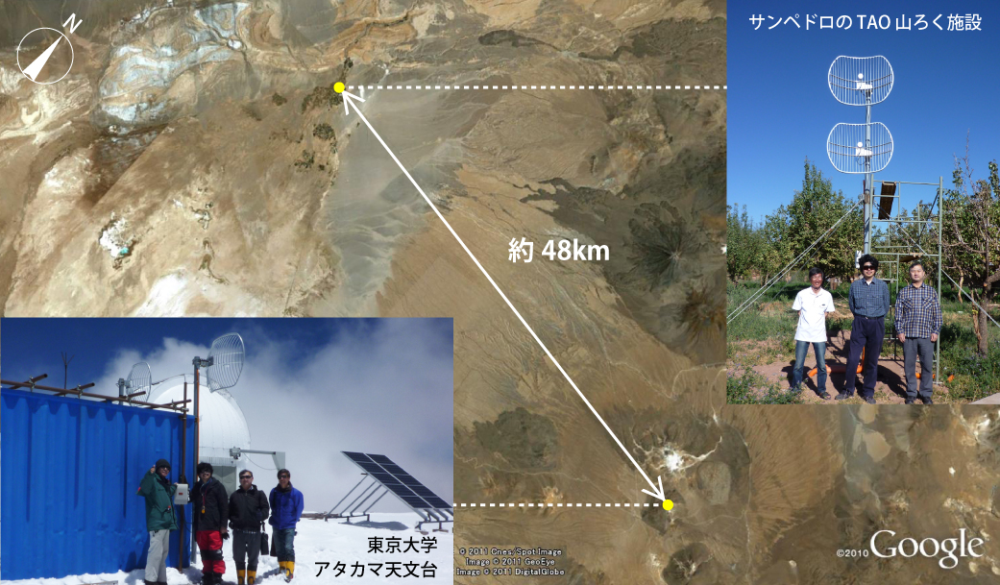 N
サンペドロの TAO 山ろく施設
約 48km
東京大学
アタカマ天文台
© 2011 Cnes/Spot Image
Image © 2011 GeoEye
Image © 2011 DigitalGlobe
©2010 Google